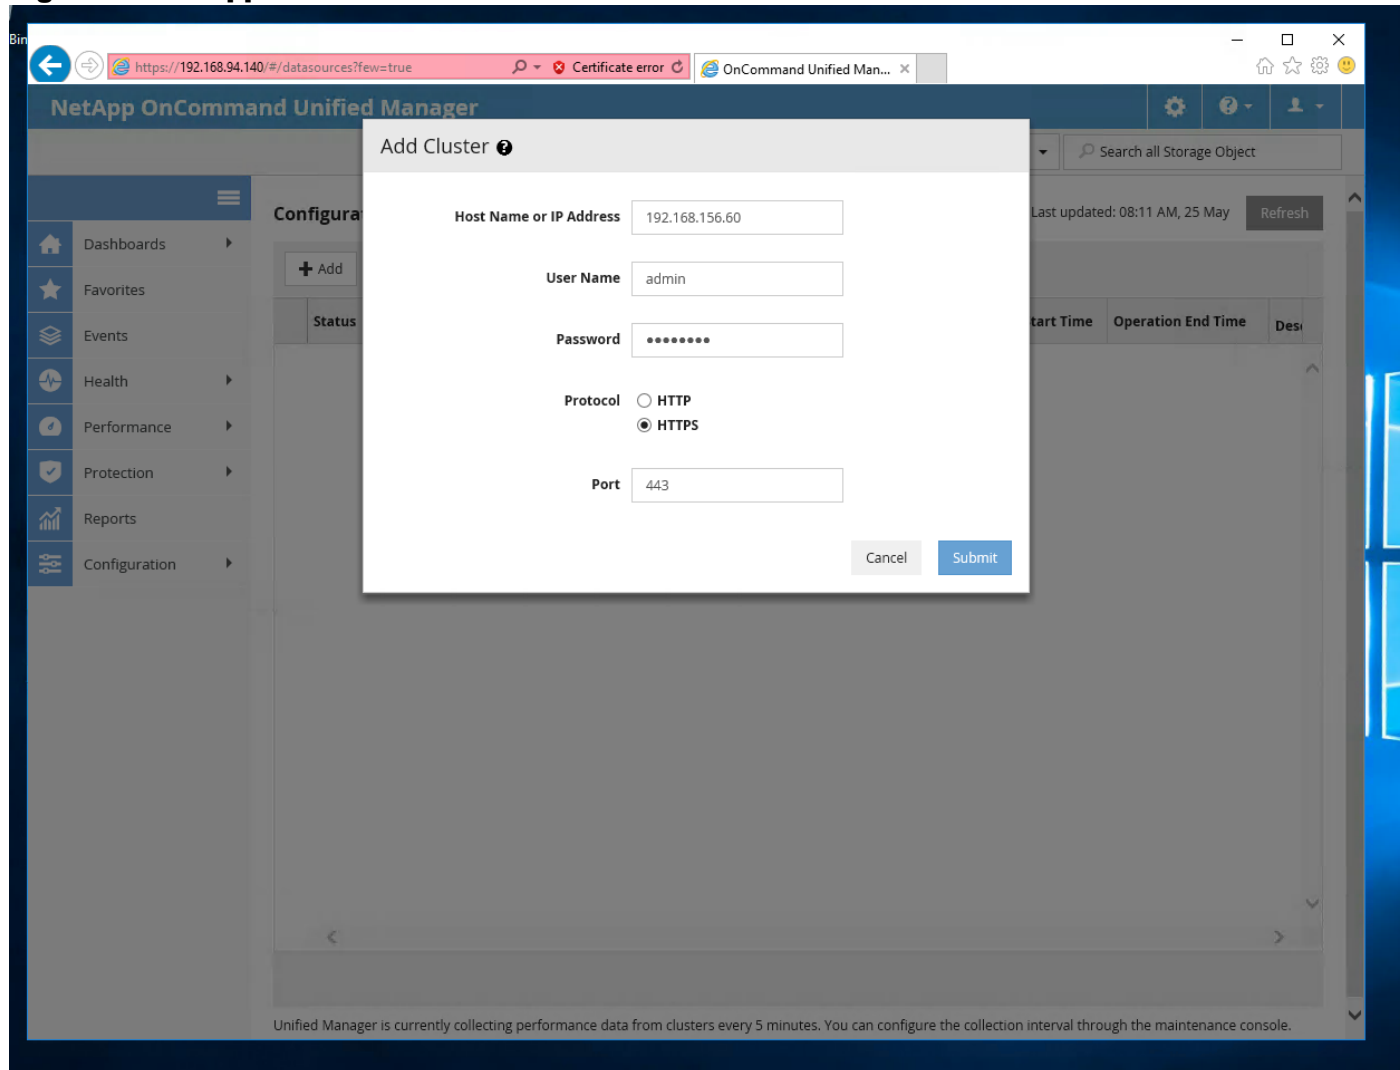 Bin
https://192.168.94.140/#/datasources?few=true
Certificate error
OnCommand Unified Man...
NetApp OnCommand Unified Manager
Add Cluster
Search all Storage Object
Configura
Host Name or IP Address
192.168.156.60
Last updated: 08:11 AM, 25 May
Refresh
Dashboards
Add
User Name
admin
Favorites
Status
tart Time
Operation End Time
Des
Events
Password
••••••••
Health
Protocol
HTTP
HTTPS
Performance
Protection
Port
443
Reports
Cancel
Submit
Configuration
Unified Manager is currently collecting performance data from clusters every 5 minutes. You can configure the collection interval through the maintenance console.